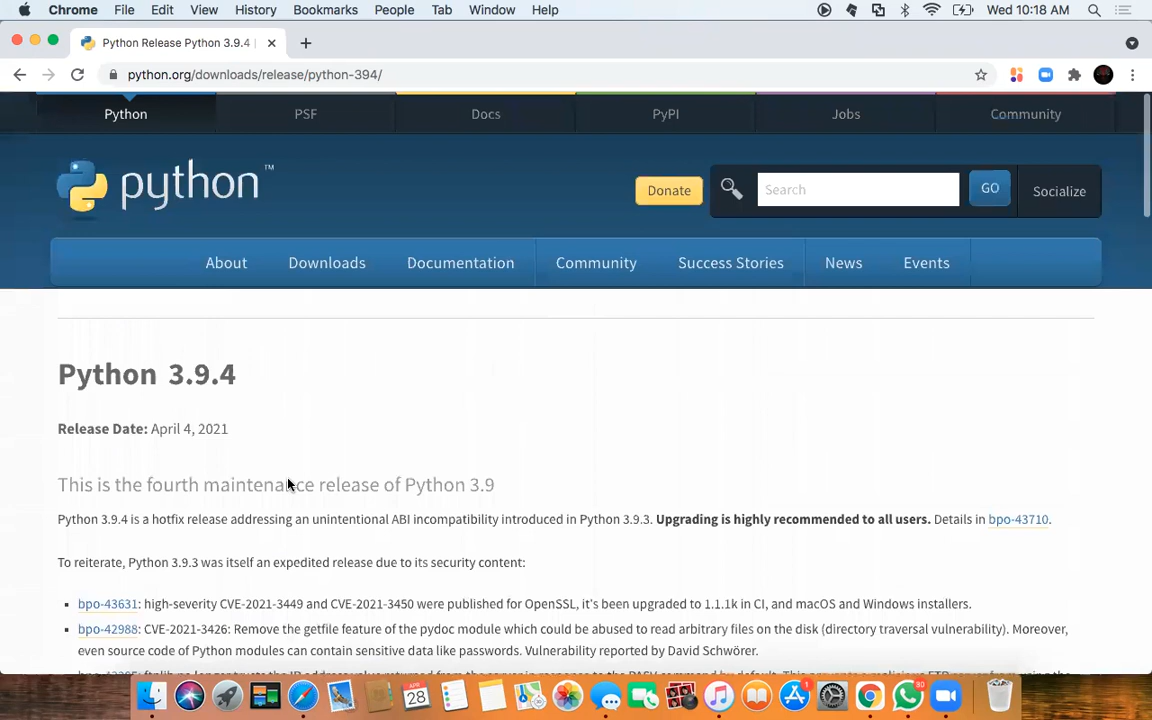 Chrome File Edit View History Bookmarks People Tab Window Help Wed 10:18 AM
Python Release Python 3.9.4 |
python.org/downloads/release/python-394/
Python PSF Docs PyPI Jobs Community
python™
Donate Search GO Socialize
About Downloads Documentation Community Success Stories News Events
Python 3.9.4
Release Date: April 4, 2021
This is the fourth maintenance release of Python 3.9
Python 3.9.4 is a hotfix release addressing an unintentional ABI incompatibility introduced in Python 3.9.3. Upgrading is highly recommended to all users. Details in bpo-43710.
To reiterate, Python 3.9.3 was itself an expedited release due to its security content:
bpo-43631: high-severity CVE-2021-3449 and CVE-2021-3450 were published for OpenSSL, it's been upgraded to 1.1.1k in CI, and macOS and Windows installers.
bpo-42988: CVE-2021-3426: Remove the getfile feature of the pydoc module which could be abused to read arbitrary files on the disk (directory traversal vulnerability). Moreover,
even source code of Python modules can contain sensitive data like passwords. Vulnerability reported by David Schwörer.
APR
28
1